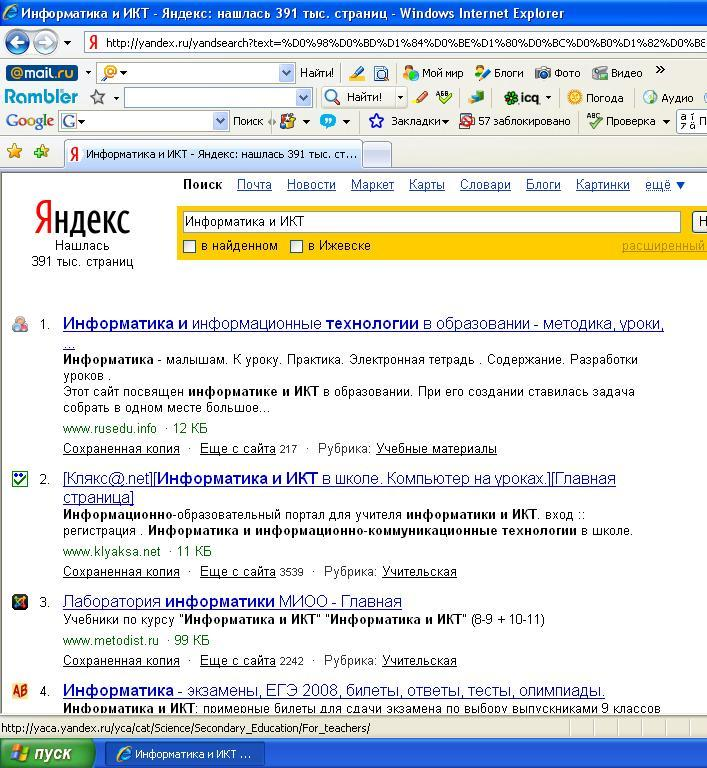 Информатика и ИКТ - Яндекс: нашлась 391 тыс. страниц - Windows Internet Explorer
http://yandex.ru/yandsearch?text=%D0%98%D0%BD%D1%84%D0%BE%D1%80%D0%BC%D0%B0%D1%82%D0%B8
@mail.ru Найти! Мой мир Блоги Фото Видео »
Rambler Найти! icq Погода Аудио
Google G Поиск Закладки 57 заблокировано Проверка
Информатика и ИКТ - Яндекс: нашлась 391 тыс. ст...
Поиск Почта Новости Маркет Карты Словари Блоги Картинки ещё ▼
Яндекс
Нашлась
391 тыс. страниц
Информатика и ИКТ
Н
в найденном в Ижевске расширенный
1. Информатика и информационные технологии в образовании - методика, уроки,
...
Информатика - малышам. К уроку. Практика. Электронная тетрадь . Содержание. Разработки
уроков .
Этот сайт посвящен информатике и ИКТ в образовании. При его создании ставилась задача
собрать в одном месте большое...
www.rusedu.info · 12 КБ
Сохраненная копия · Еще с сайта 217 · Рубрика: Учебные материалы
2. [Клякс@.net][Информатика и ИКТ в школе. Компьютер на уроках.][Главная
страница]
Информационно-образовательный портал для учителя информатики и ИКТ. вход ::
регистрация . Информатика и информационно-коммуникационные технологии в школе.
www.klyaksa.net · 11 КБ
Сохраненная копия · Еще с сайта 3539 · Рубрика: Учительская
3. Лаборатория информатики МИОО - Главная
Учебники по курсу "Информатика и ИКТ" "Информатика и ИКТ" (8-9 + 10-11)
www.metodist.ru · 99 КБ
Сохраненная копия · Еще с сайта 2242 · Рубрика: Учительская
4. Информатика - экзамены, ЕГЭ 2008, билеты, ответы, тесты, олимпиады.
Информатика и ИКТ: примерные билеты для сдачи экзамена по выбору выпускниками 9 классов
http://yaca.yandex.ru/yca/cat/Science/Secondary_Education/For_teachers/
пуск Информатика и ИКТ ...